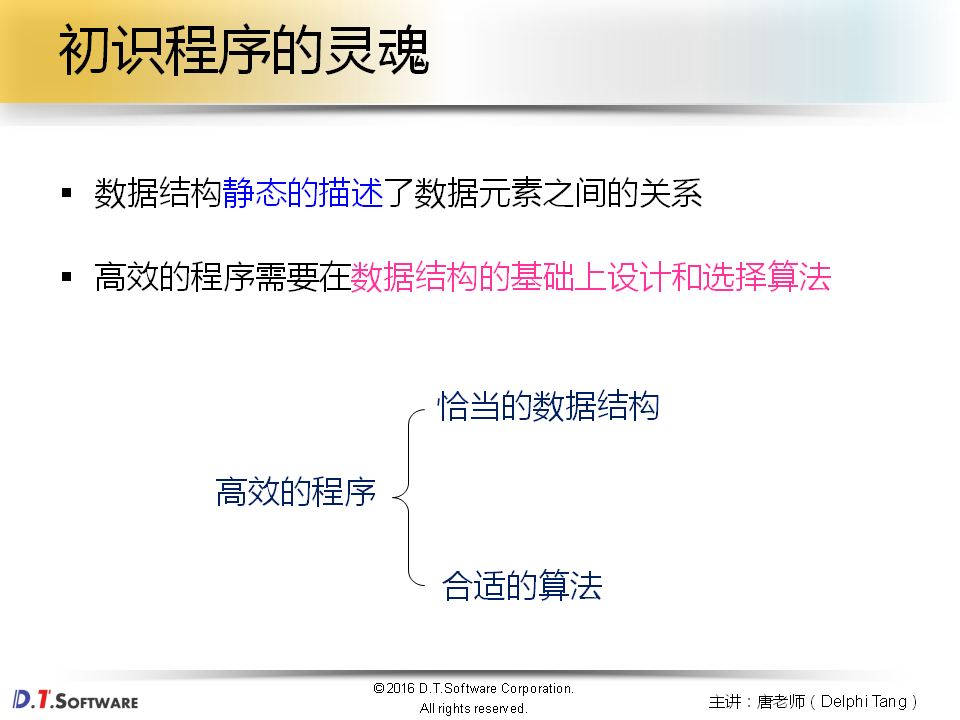 初识程序的灵魂
▪ 数据结构静态的描述了数据元素之间的关系
▪ 高效的程序需要在数据结构的基础上设计和选择算法
恰当的数据结构
高效的程序
合适的算法
D.T.SOFTWARE
©2016 D.T.Software Corporation.
All rights reserved.
主讲：唐老师（Delphi Tang）